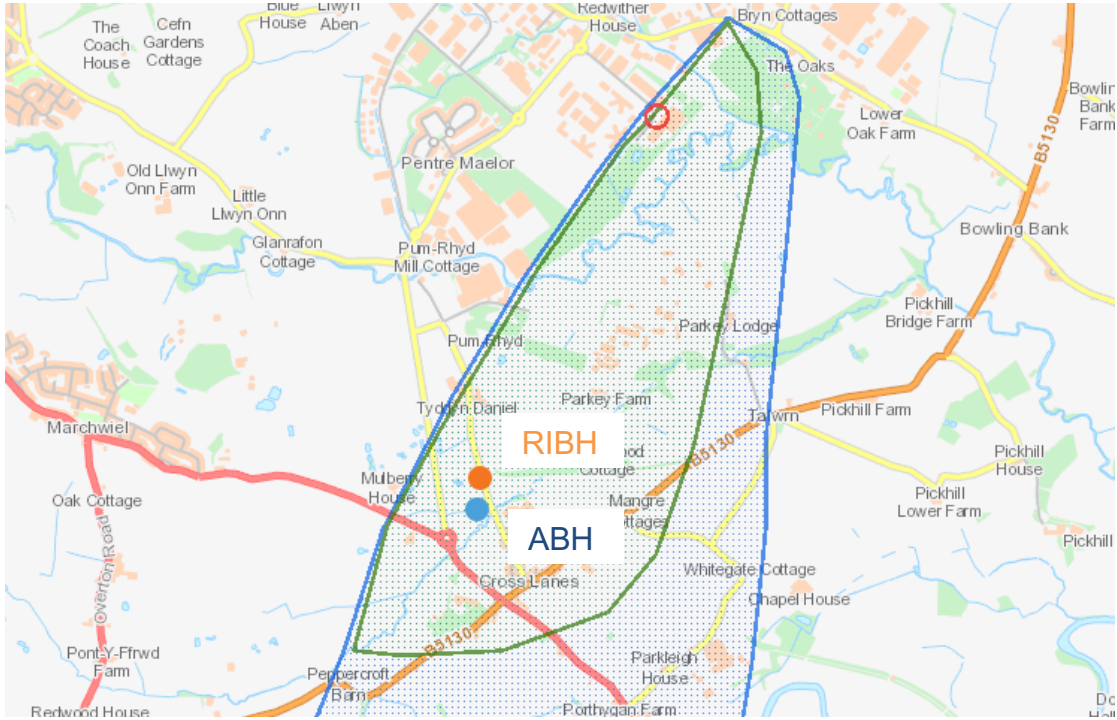 Blue
House
Llwyn
Aben
Redwither
House
Bryn Cottages
The
Coach
House
Cefn
Gardens
Cottage
The Oaks
Bowlin
Bank
Farm
Lower
Oak Farm
B5130
Pentre Maelor
Old Llwyn
Onn Farm
Little
Llwyn Onn
Glanrafon
Cottage
Pum-Rhyd
Mill Cottage
Bowling Bank
Pickhill
Bridge Farm
Parkey Lodge
Pum Rhyd
Parkey Farm
Talwrn
Pickhill Farm
Marchwiel
RIBH
B5130
Cottage
Pickhill
House
Mulberry
House
Oak Cottage
Mangre
Pickhill
Lower Farm
ABH
Pickhill
Overton Road
Cross Lanes
Whitegate Cottage
Chapel House
B5130
Pont-Y-Ffrwd
Farm
Peppercroft
Barn
Parkleigh
House
Redwood House
Porthygan Farm